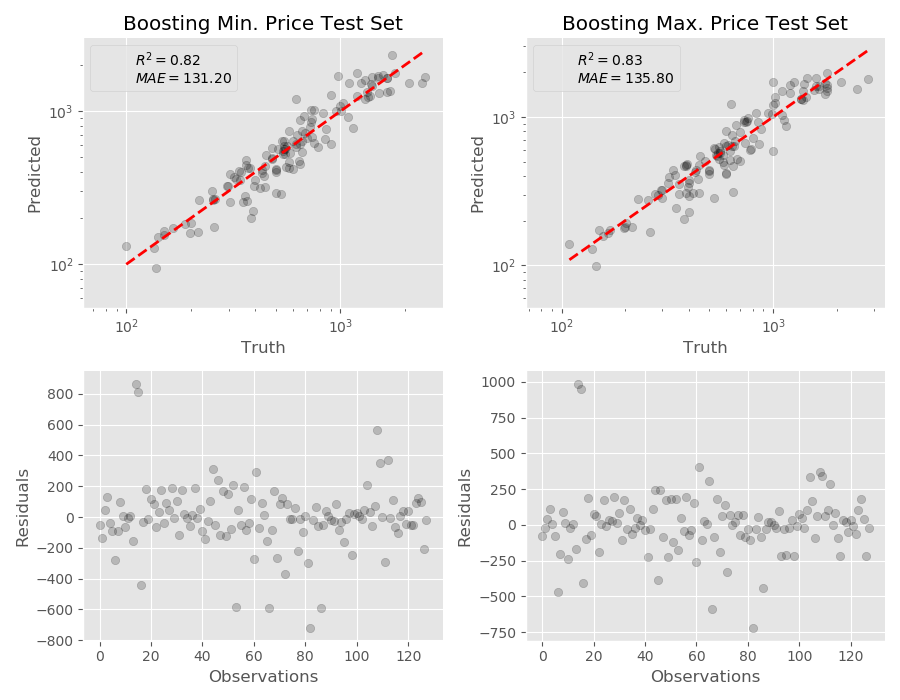 Boosting Min. Price Test Set
R² = 0.82
MAE = 131.20
10³
10²
Predicted
10² 10³
Truth
Boosting Max. Price Test Set
R² = 0.83
MAE = 135.80
10³
10²
Predicted
10² 10³
Truth
800
600
400
200
0
−200
−400
−600
−800
Residuals
0 20 40 60 80 100 120
Observations
1000
750
500
250
0
−250
−500
−750
Residuals
0 20 40 60 80 100 120
Observations